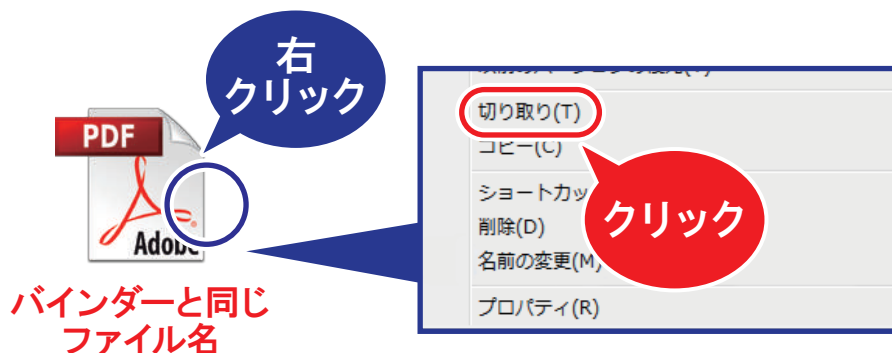 右
クリック
PDF
Adobe
バインダーと同じ
ファイル名
切り取り(T)
コピー(C)
クリック
ショートカッ
削除(D)
名前の変更(M)
プロパティ(R)